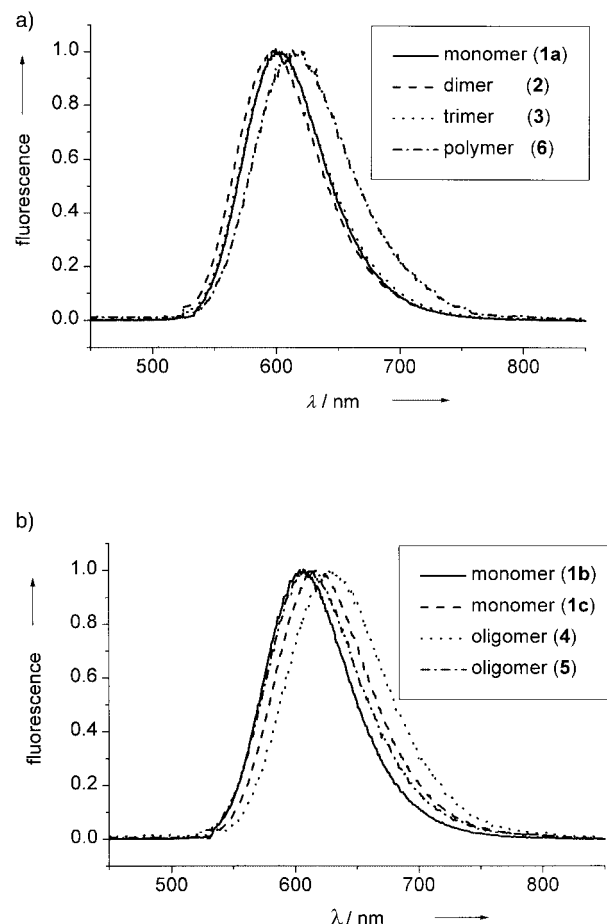 a)
1.0
0.8
0.6
0.4
0.2
0.0
fluorescence
monomer (1a)
dimer (2)
trimer (3)
polymer (6)
500 600 700 800
λ / nm
b)
1.0
0.8
0.6
0.4
0.2
0.0
fluorescence
monomer (1b)
monomer (1c)
oligomer (4)
oligomer (5)
500 600 700 800
λ / nm